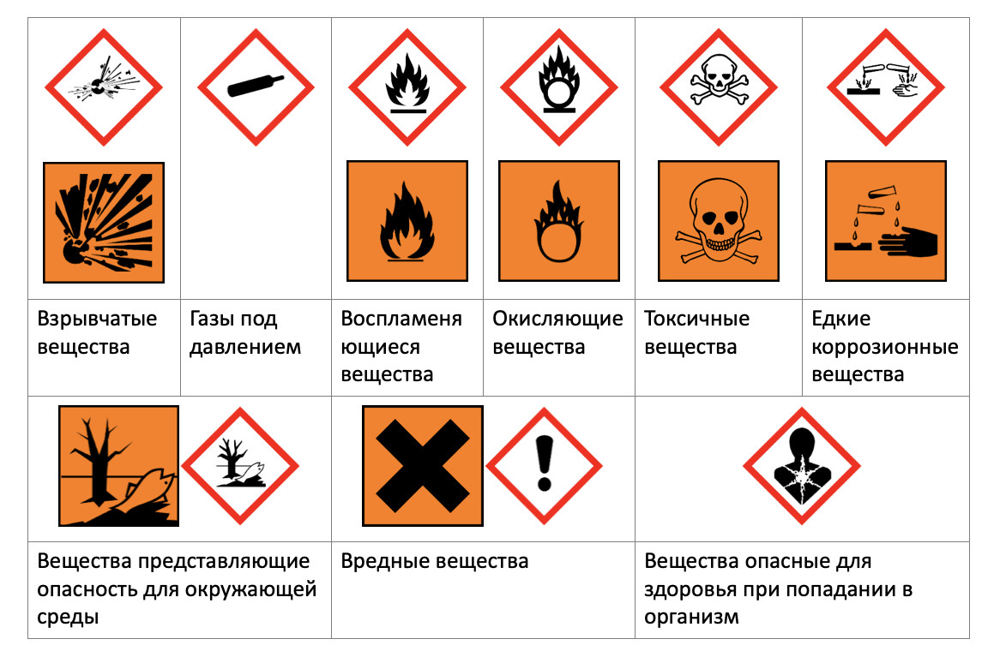 Взрывчатые
вещества
Газы под
давлением
Воспламеня
ющиеся
вещества
Окисляющие
вещества
Токсичные
вещества
Едкие
коррозионные
вещества
Вещества представляющие
опасность для окружающей
среды
Вредные вещества
Вещества опасные для
здоровья при попадании в
организм